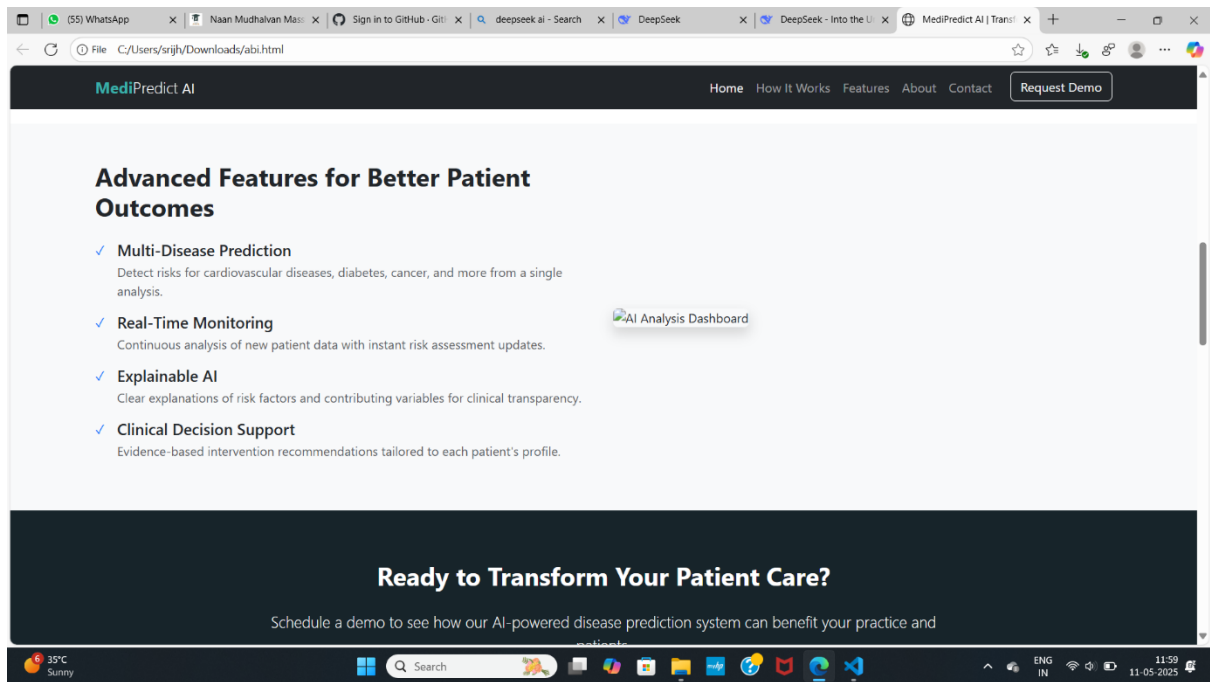 (55) WhatsApp
Naan Mudhalvan Mass
Sign in to GitHub · Git
deepseek ai - Search
DeepSeek
DeepSeek - Into the U
MediPredict AI | Trans
File C:/Users/srijh/Downloads/abi.html
MediPredict AI
Home How It Works Features About Contact Request Demo
Advanced Features for Better Patient
Outcomes
✓ Multi-Disease Prediction
Detect risks for cardiovascular diseases, diabetes, cancer, and more from a single
analysis.
✓ Real-Time Monitoring
Continuous analysis of new patient data with instant risk assessment updates.
✓ Explainable AI
Clear explanations of risk factors and contributing variables for clinical transparency.
✓ Clinical Decision Support
Evidence-based intervention recommendations tailored to each patient's profile.
AI Analysis Dashboard
Ready to Transform Your Patient Care?
Schedule a demo to see how our AI-powered disease prediction system can benefit your practice and
patients
6
35°C
Sunny
Search
ENG
IN
11:59
11-05-2025